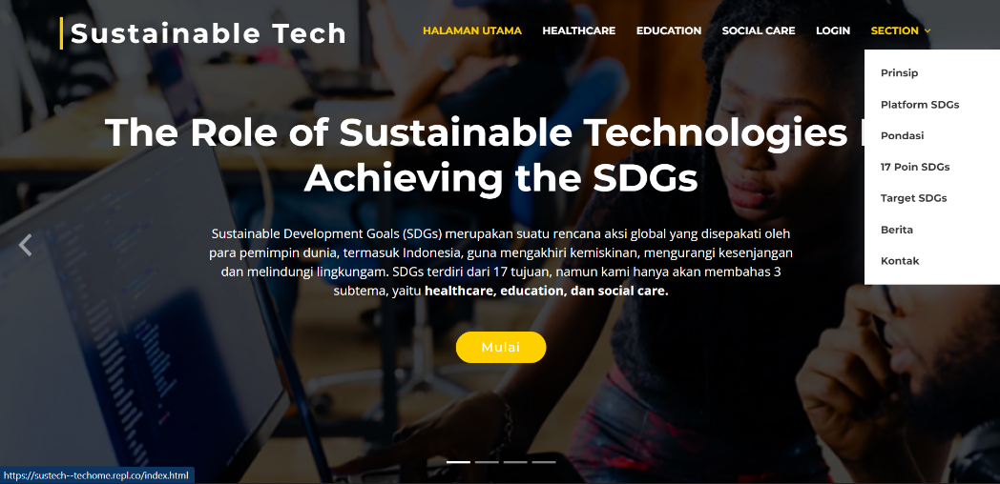 Sustainable Tech
HALAMAN UTAMA HEALTHCARE EDUCATION SOCIAL CARE LOGIN SECTION
Prinsip
Platform SDGs
Pondasi
17 Poin SDGs
Target SDGs
Berita
Kontak
The Role of Sustainable Technologies
Achieving the SDGs
Sustainable Development Goals (SDGs) merupakan suatu rencana aksi global yang disepakati oleh
para pemimpin dunia, termasuk Indonesia, guna mengakhiri kemiskinan, mengurangi kesenjangan
dan melindungi lingkungam. SDGs terdiri dari 17 tujuan, namun kami hanya akan membahas 3
subtema, yaitu healthcare, education, dan social care.
Mulai
https://sustech--techome.repl.co/index.html